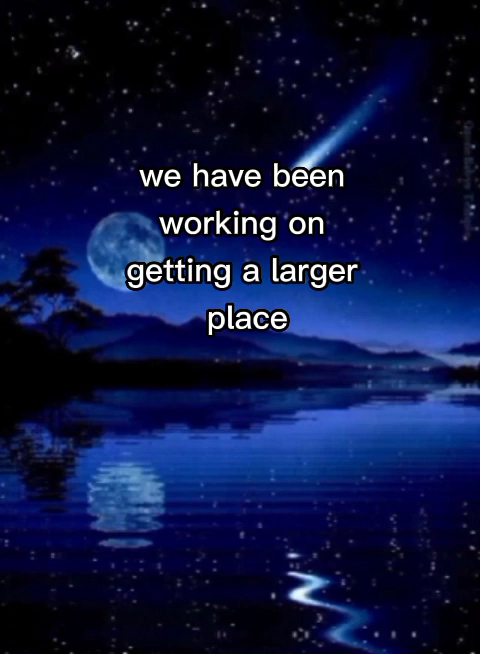 we have been
working on
getting a larger
place